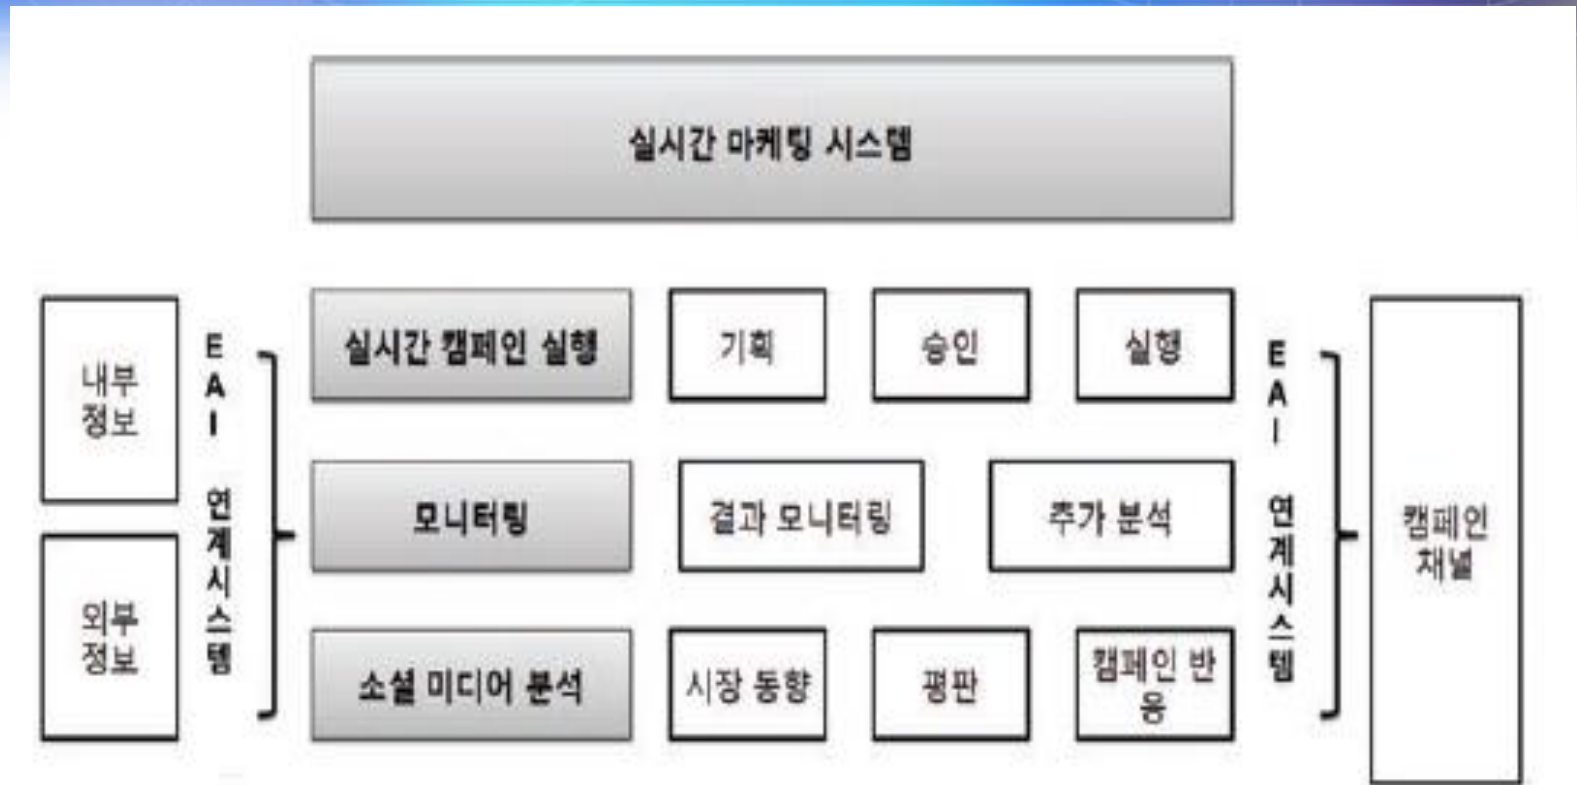 실시간 마케팅 시스템
내부
정보
외부
정보
E
A
I
연
계
시
스
템
실시간 캠페인 실행
기획
승인
실행
모니터링
결과 모니터링
추가 분석
소셜 미디어 분석
시장 동향
평판
캠페인 반
응
E
A
I
연
계
시
스
템
캠페인
채널